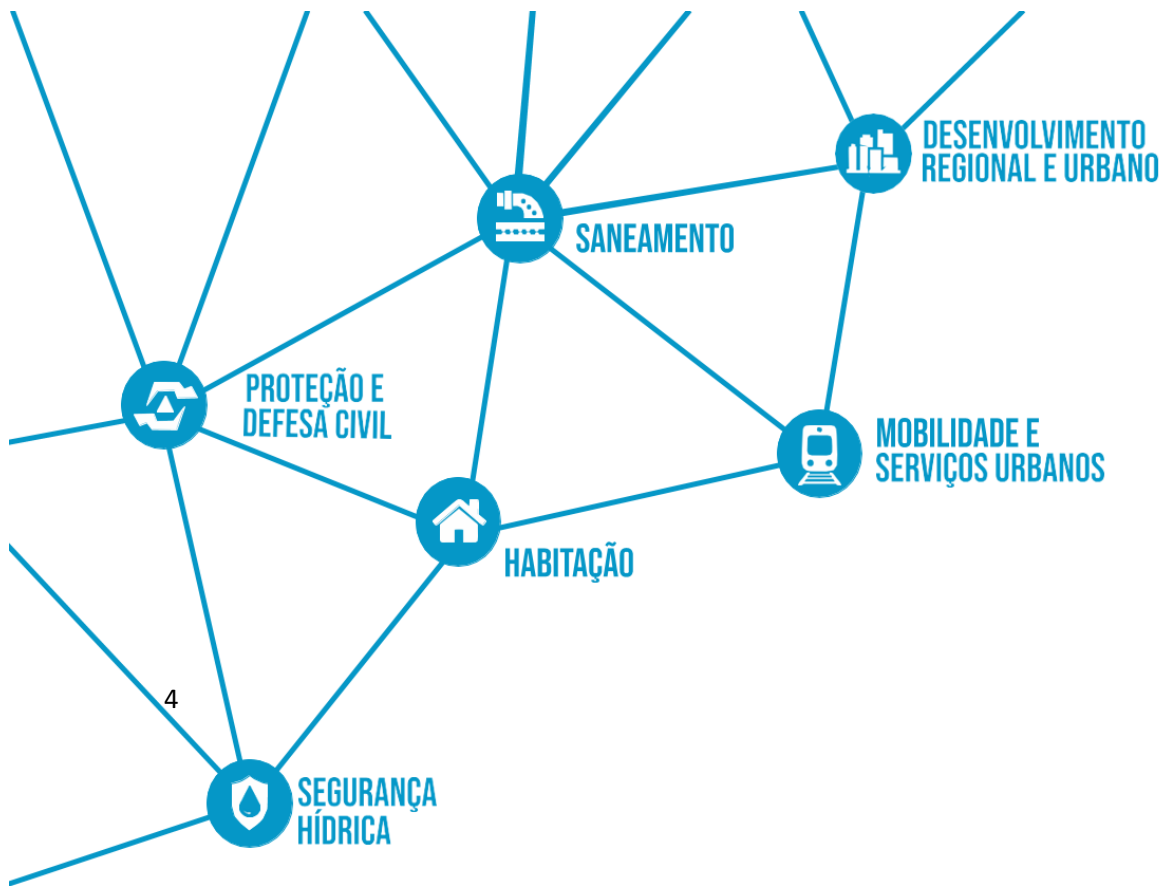 DESENVOLVIMENTO
REGIONAL E URBANO
SANEAMENTO
PROTEÇÃO E
DEFESA CIVIL
MOBILIDADE E
SERVIÇOS URBANOS
HABITAÇÃO
4
SEGURANÇA
HÍDRICA